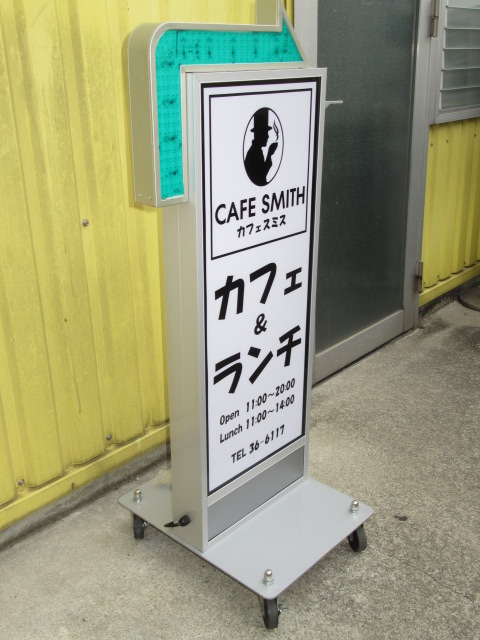 CAFE SMITH
カフェスミス
カフェ
&
ランチ
Open 11:00～20:00
Lunch 11:00～14:00
TEL 36-6117